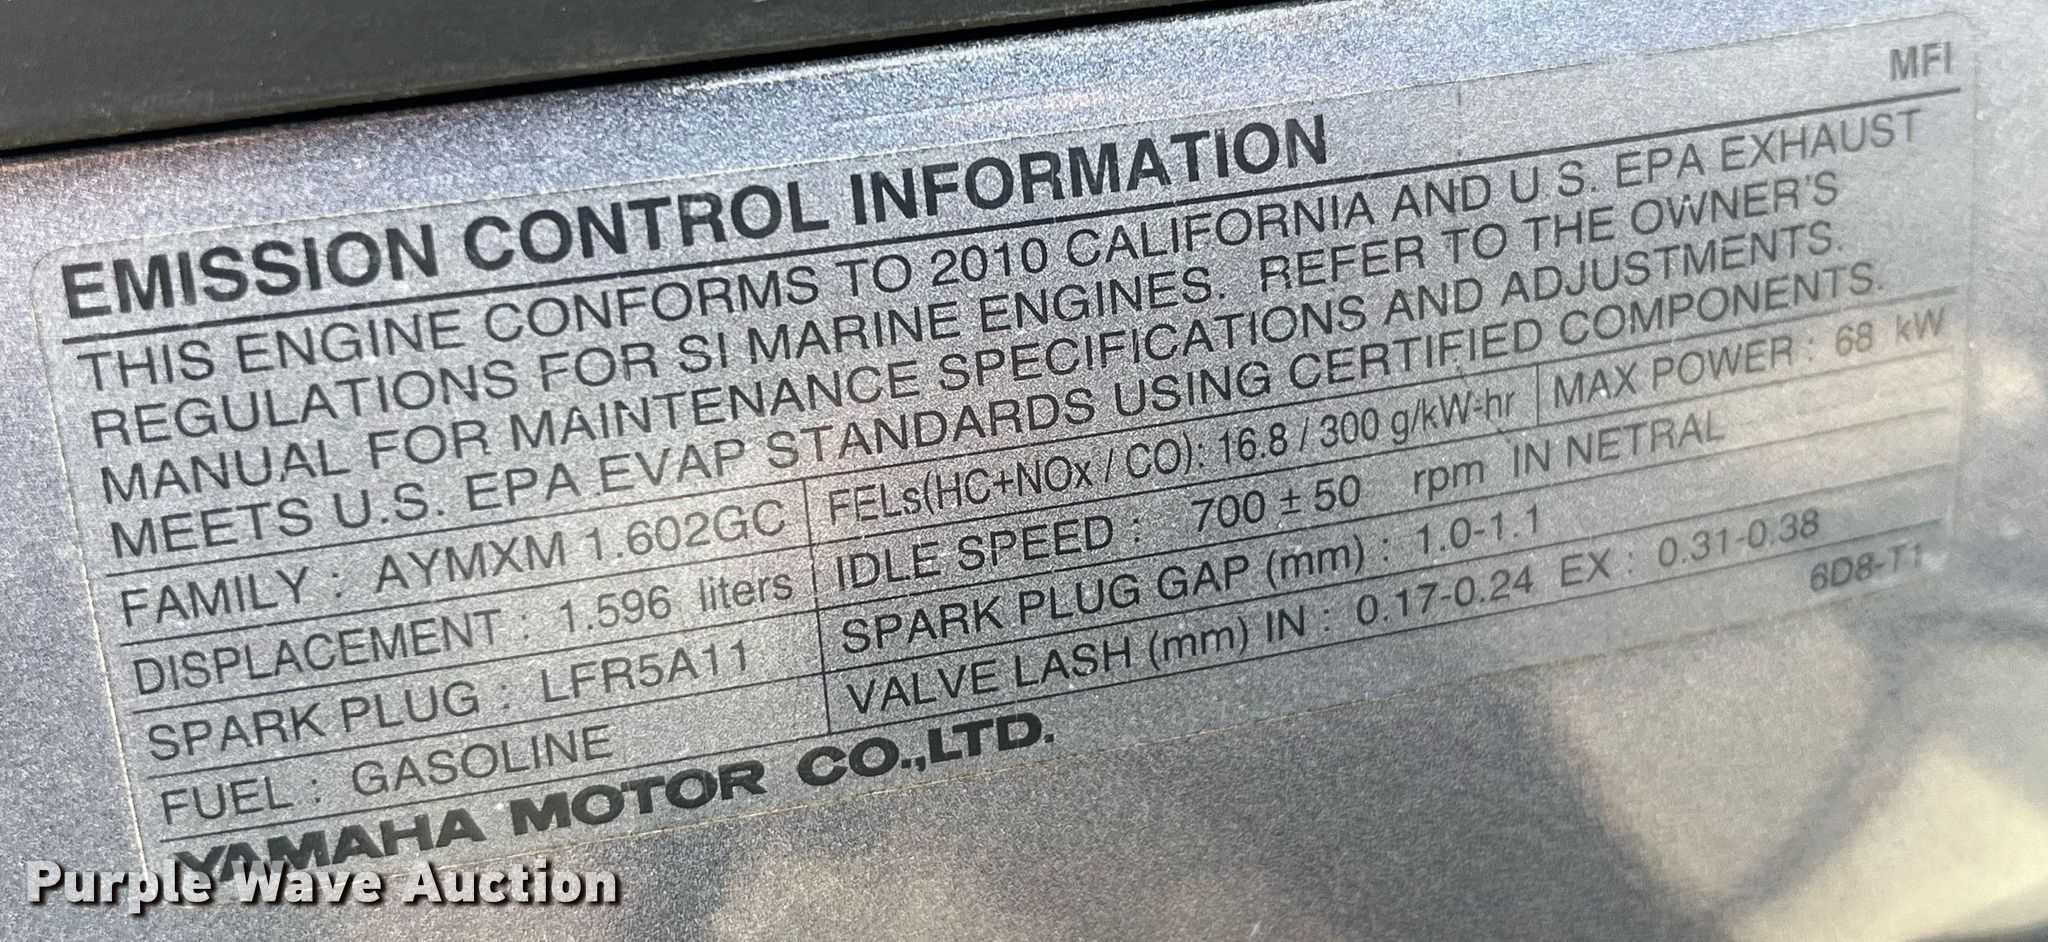 MFI
EMISSION CONTROL INFORMATION
THIS ENGINE CONFORMS TO 2010 CALIFORNIA AND U.S. EPA EXHAUST
REGULATIONS FOR SI MARINE ENGINES. REFER TO THE OWNER'S
MANUAL FOR MAINTENANCE SPECIFICATIONS AND ADJUSTMENTS.
MEETS U.S. EPA EVAP STANDARDS USING CERTIFIED COMPONENTS.
FAMILY : AYMXM 1.602GC FELs(HC+NOx / CO): 16.8 / 300 g/kW-hr MAX POWER : 68 kW
DISPLACEMENT : 1.596 liters IDLE SPEED : 700 ± 50 rpm IN NETRAL
SPARK PLUG : LFR5A11 SPARK PLUG GAP (mm) : 1.0-1.1
FUEL : GASOLINE VALVE LASH (mm) IN : 0.17-0.24 EX : 0.31-0.38
YAMAHA MOTOR CO.,LTD. 6D8-T1
Purple Wave Auction